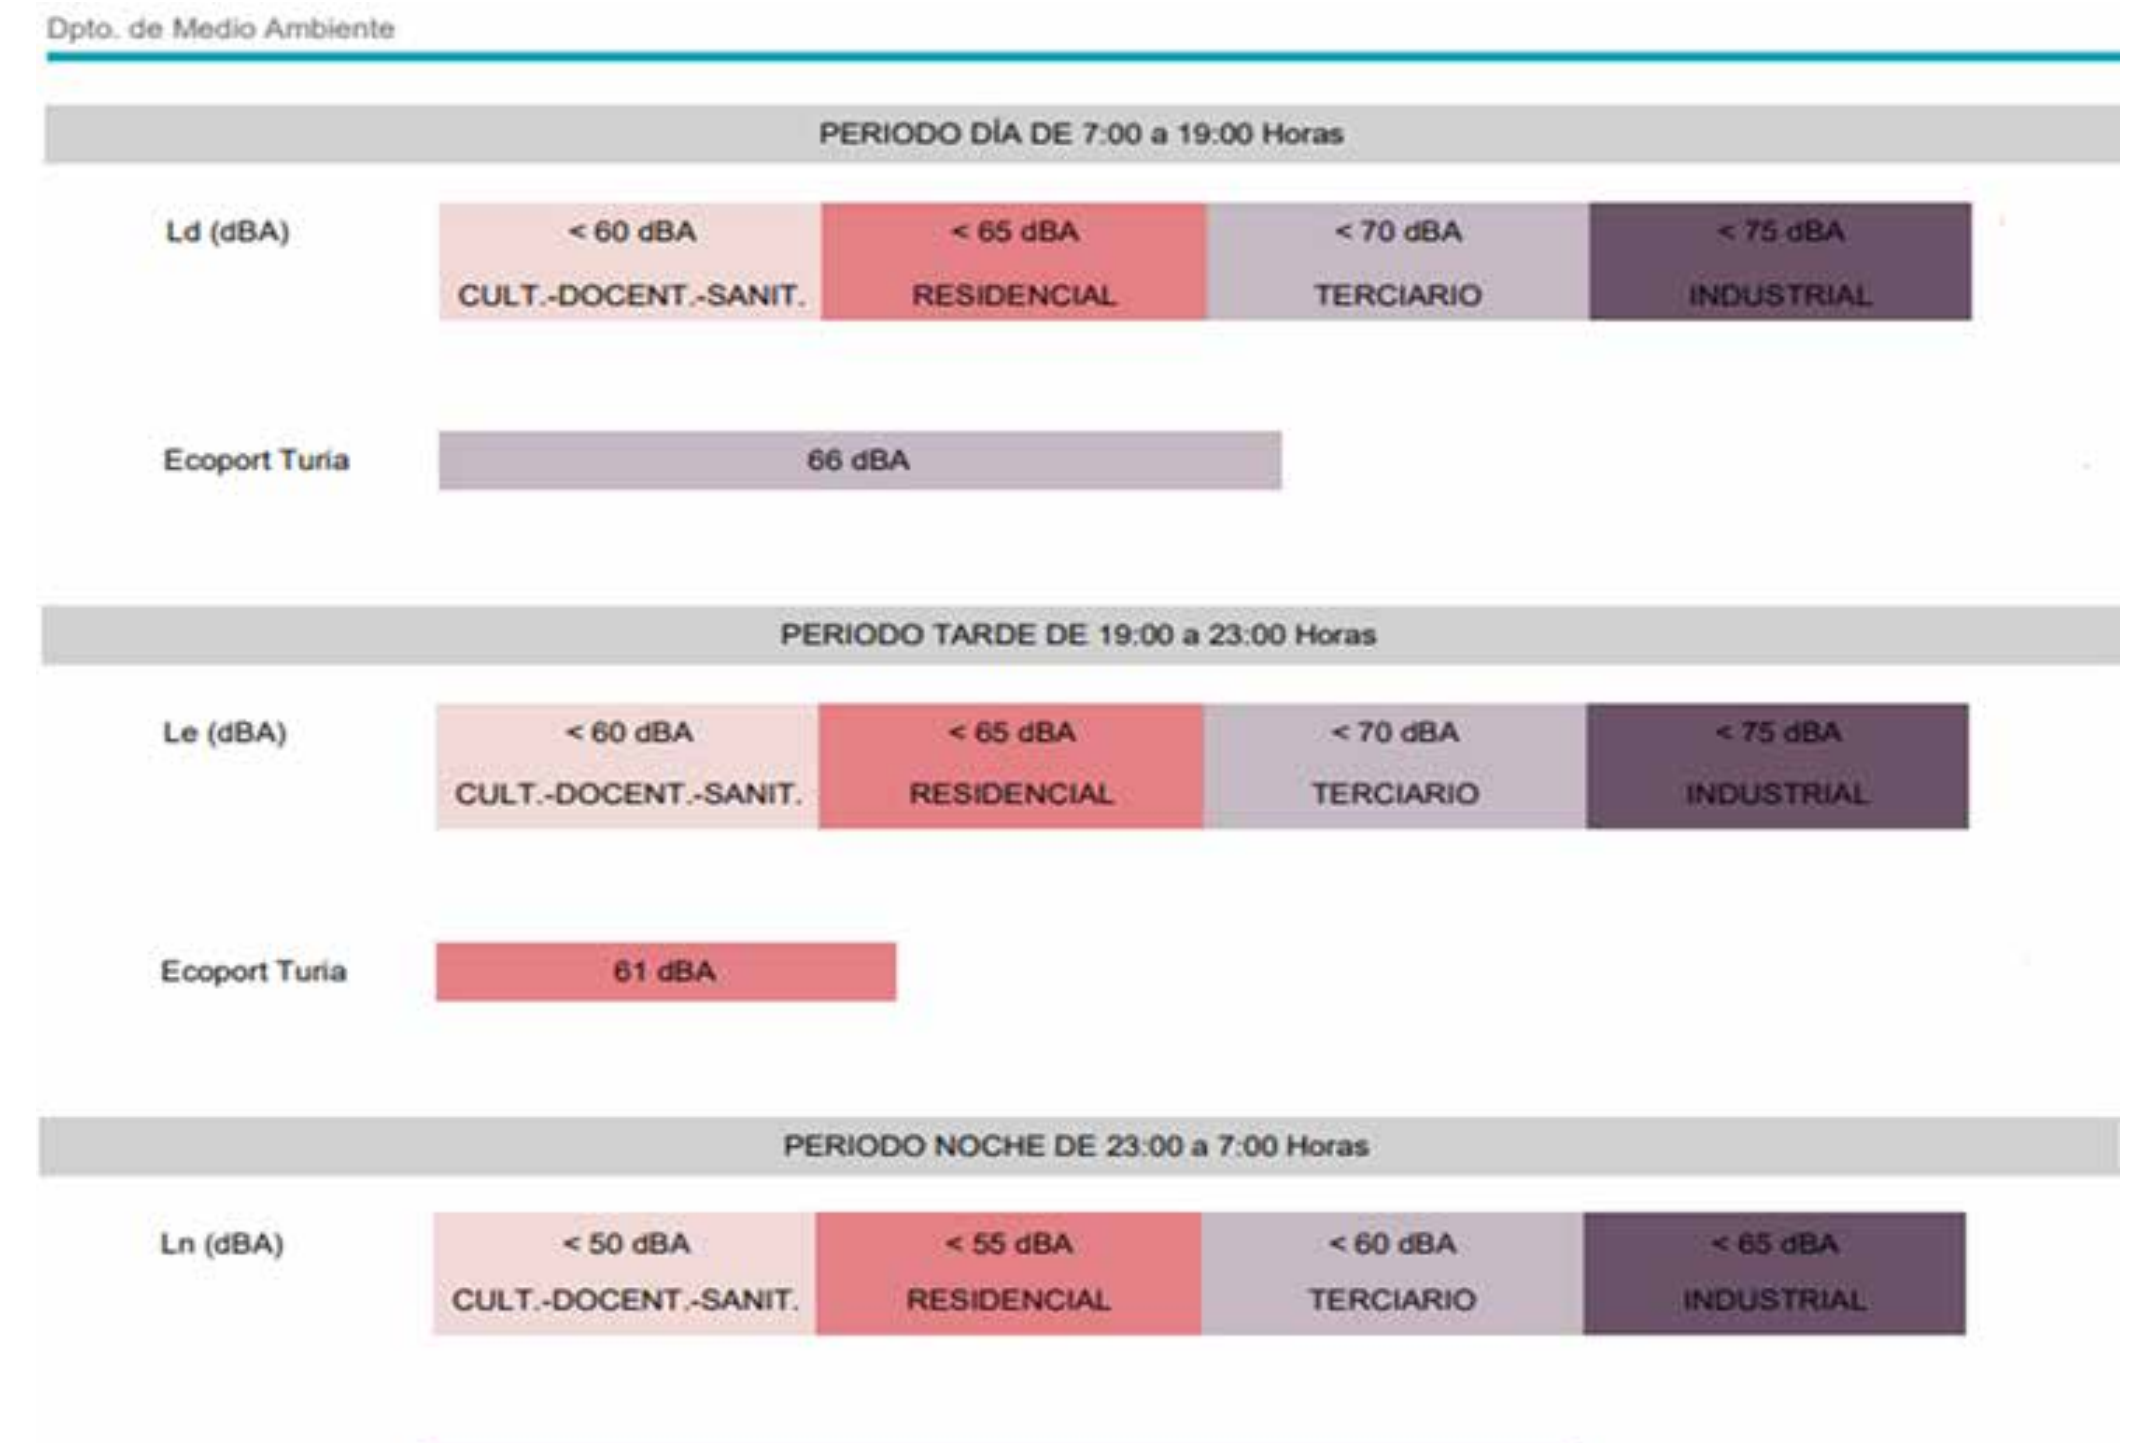 Dpto. de Medio Ambiente
PERIODO DÍA DE 7:00 a 19:00 Horas
Ld (dBA) < 60 dBA < 65 dBA < 70 dBA < 75 dBA
CULT.-DOCENT.-SANIT. RESIDENCIAL TERCIARIO INDUSTRIAL
Ecoport Turia 66 dBA
PERIODO TARDE DE 19:00 a 23:00 Horas
Le (dBA) < 60 dBA < 65 dBA < 70 dBA < 75 dBA
CULT.-DOCENT.-SANIT. RESIDENCIAL TERCIARIO INDUSTRIAL
Ecoport Turia 61 dBA
PERIODO NOCHE DE 23:00 a 7:00 Horas
Ln (dBA) < 50 dBA < 55 dBA < 60 dBA < 65 dBA
CULT.-DOCENT.-SANIT. RESIDENCIAL TERCIARIO INDUSTRIAL